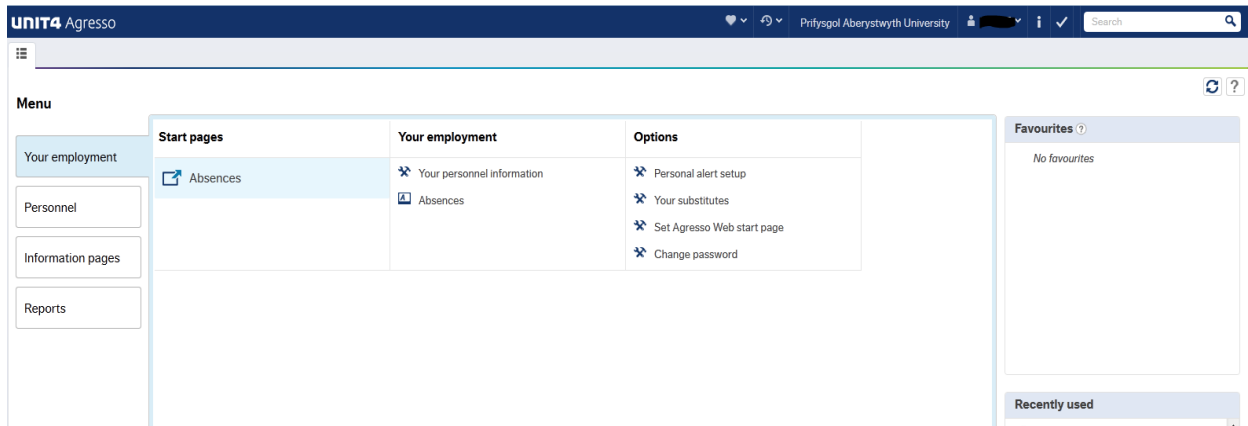 UNIT4 Agresso
Prifysgol Aberystwyth University
Search
Menu
Your employment
Personnel
Information pages
Reports
Start pages
Absences
Your employment
Your personnel information
Absences
Options
Personal alert setup
Your substitutes
Set Agresso Web start page
Change password
Favourites
No favourites
Recently used